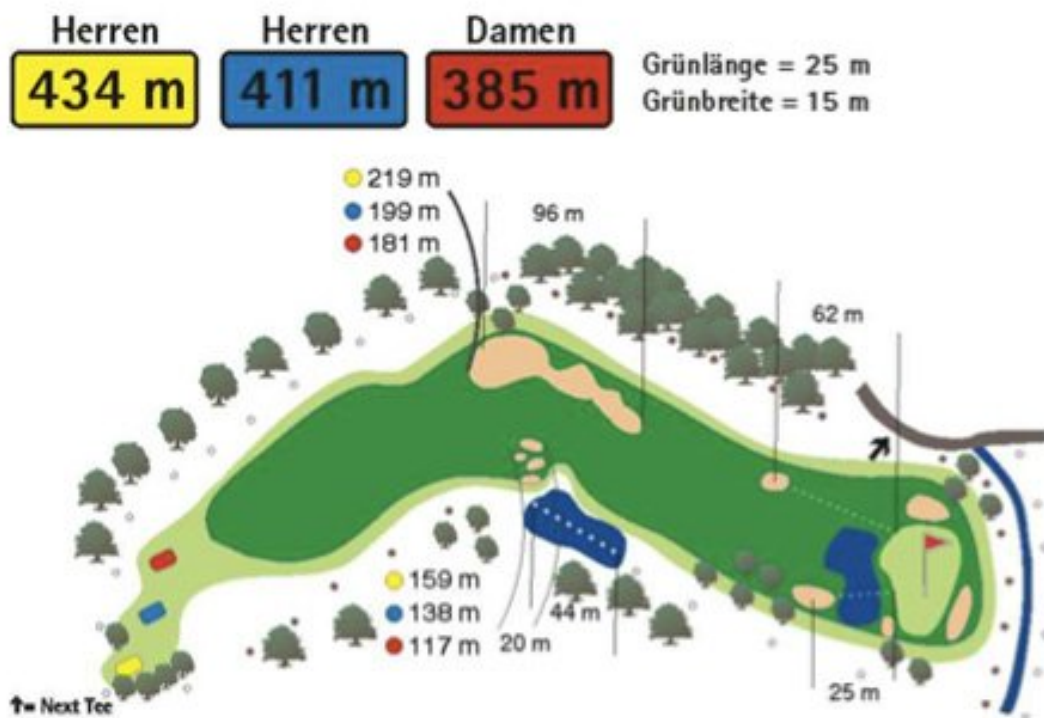 Herren Herren Damen
434 m 411 m 385 m
Grünlänge = 25 m
Grünbreite = 15 m
219 m
199 m
181 m
96 m
62 m
159 m
138 m
117 m
44 m
20 m
25 m
= Next Tee